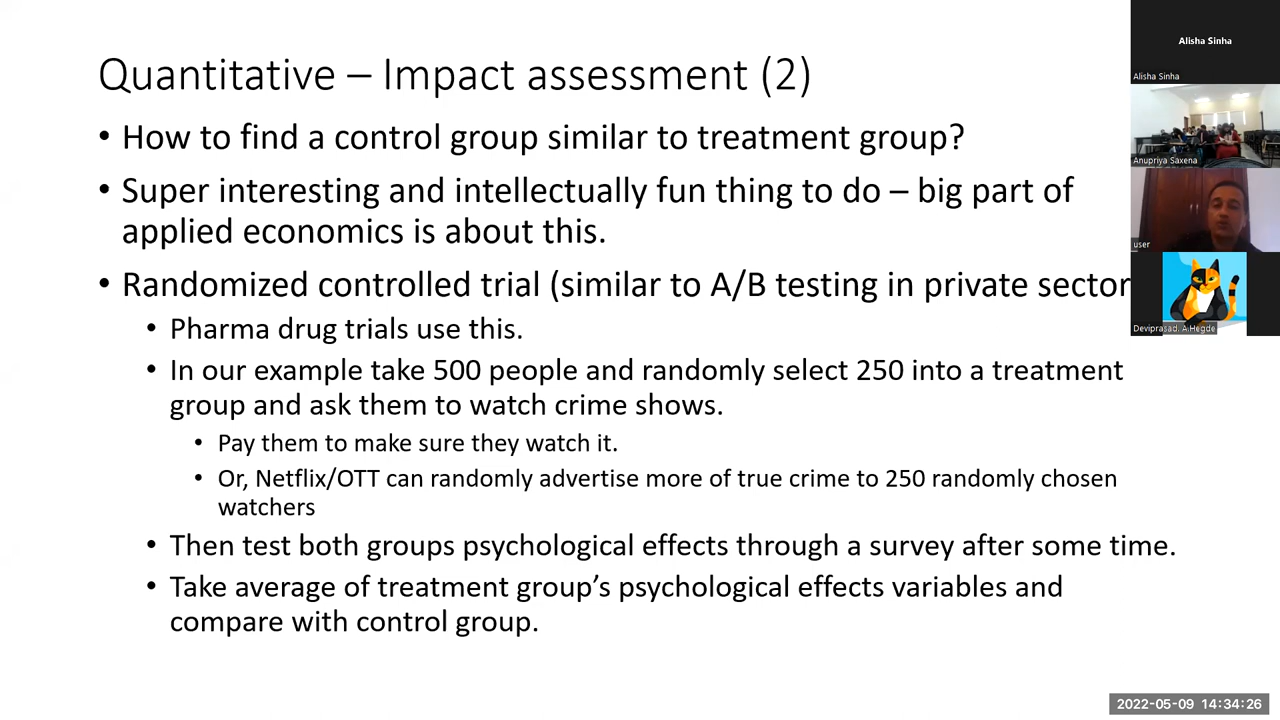 Quantitative – Impact assessment (2)
• How to find a control group similar to treatment group?
• Super interesting and intellectually fun thing to do – big part of
applied economics is about this.
• Randomized controlled trial (similar to A/B testing in private sector
• Pharma drug trials use this.
• In our example take 500 people and randomly select 250 into a treatment
group and ask them to watch crime shows.
• Pay them to make sure they watch it.
• Or, Netflix/OTT can randomly advertise more of true crime to 250 randomly chosen
watchers
• Then test both groups psychological effects through a survey after some time.
• Take average of treatment group’s psychological effects variables and
compare with control group.
Alisha Sinha
Alisha Sinha
Anupriya Saxena
user
Deviprasad. A.Hegde
2022-05-09 14:34:26